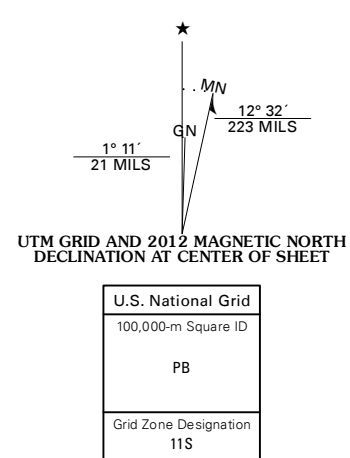 ★
MN
GN
12° 32´
223 MILS
1° 11´
21 MILS
UTM GRID AND 2012 MAGNETIC NORTH
DECLINATION AT CENTER OF SHEET
U.S. National Grid
100,000-m Square ID
PB
Grid Zone Designation
11S